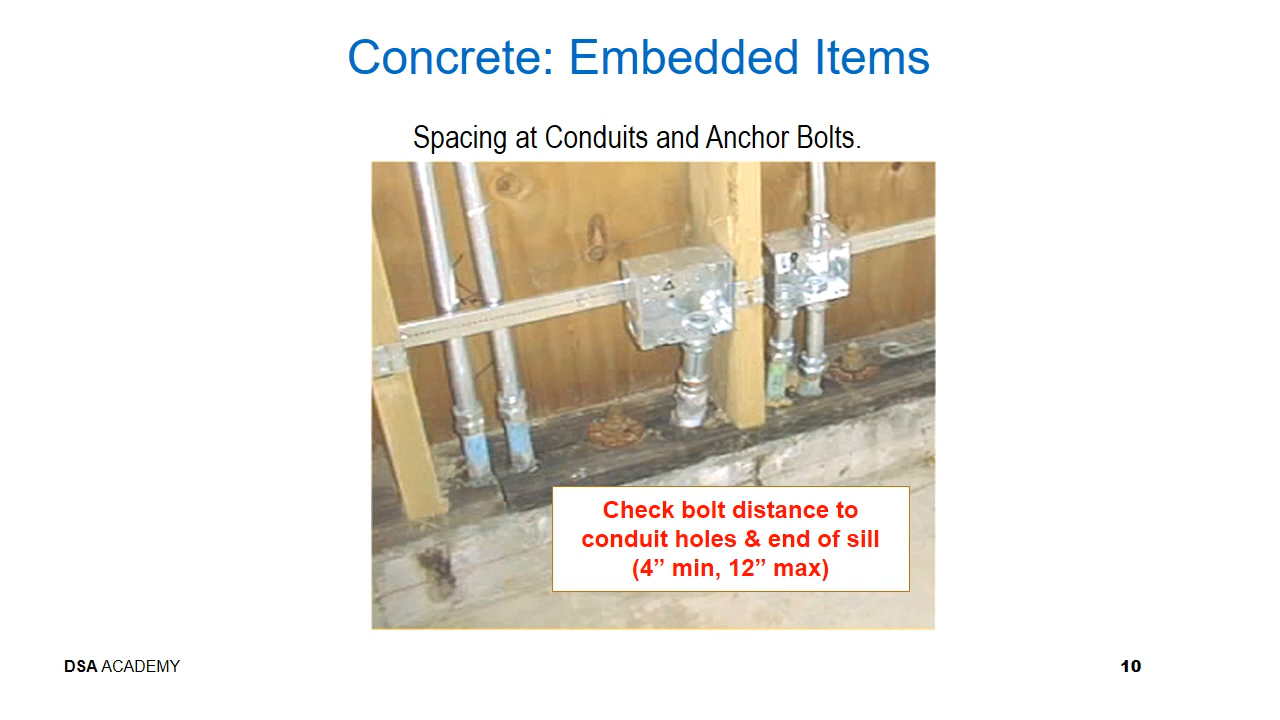 Concrete: Embedded Items
Spacing at Conduits and Anchor Bolts.
Check bolt distance to
conduit holes & end of sill
(4” min, 12” max)
DSA ACADEMY
10